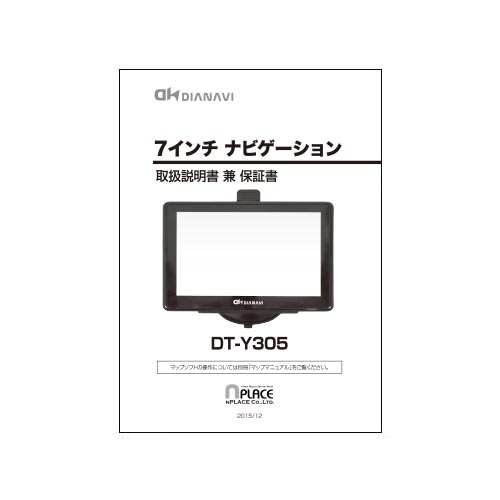 DIANAVI
7インチ ナビゲーション
取扱説明書 兼 保証書
DIANAVI
DT-Y305
マップソフトの操作については別冊「マップマニュアル」をご覧ください。
nPLACE
NPLACE Co.,Ltd.
2015/12